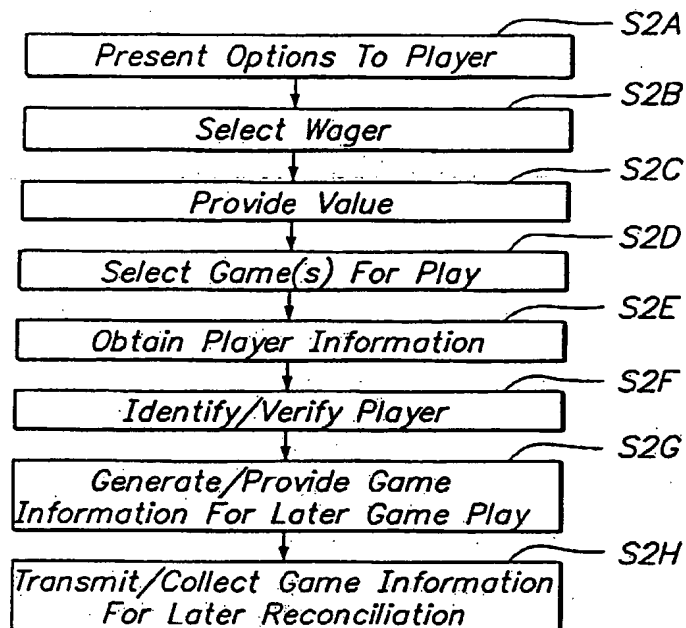 S2A
Present Options To Player
S2B
Select Wager
S2C
Provide Value
S2D
Select Game(s) For Play
S2E
Obtain Player Information
S2F
Identify/Verify Player
S2G
Generate/Provide Game
Information For Later Game Play
S2H
Transmit/Collect Game Information
For Later Reconciliation